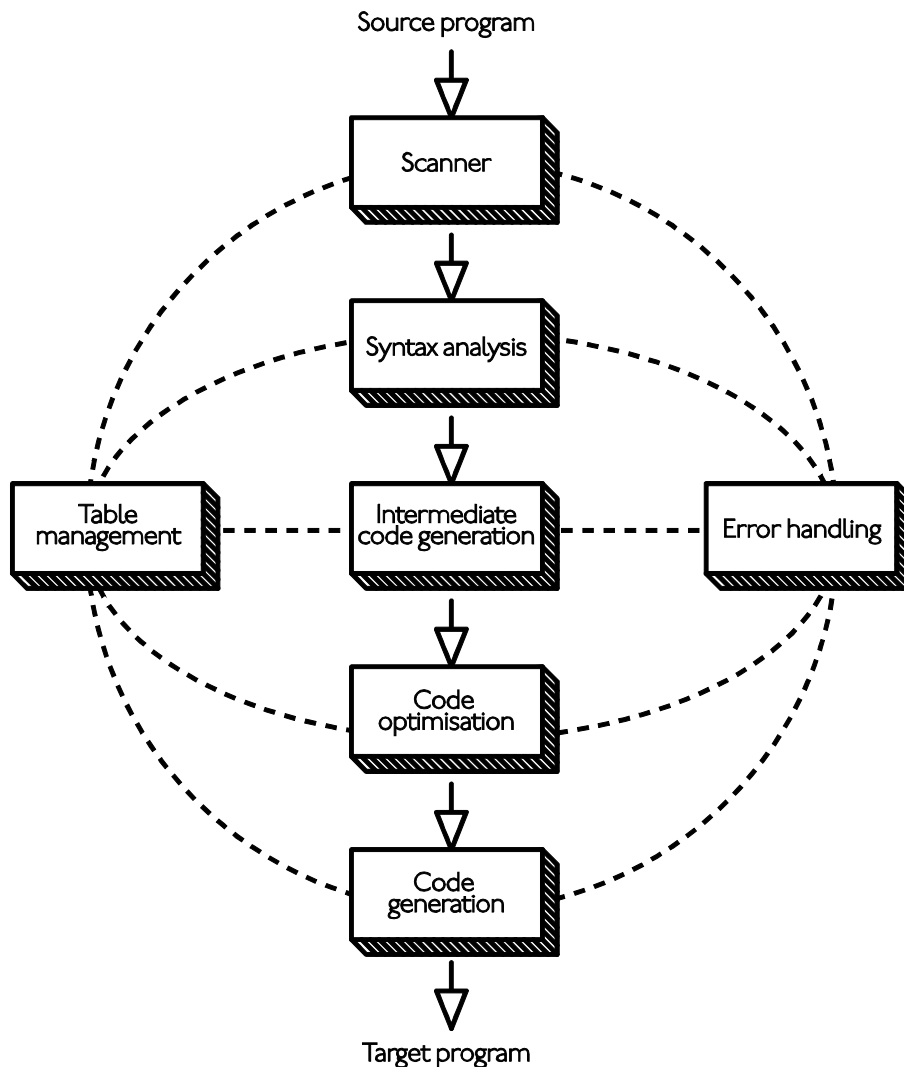 Source program
Scanner
Syntax analysis
Table
management
Intermediate
code generation
Error handling
Code
optimisation
Code
generation
Target program